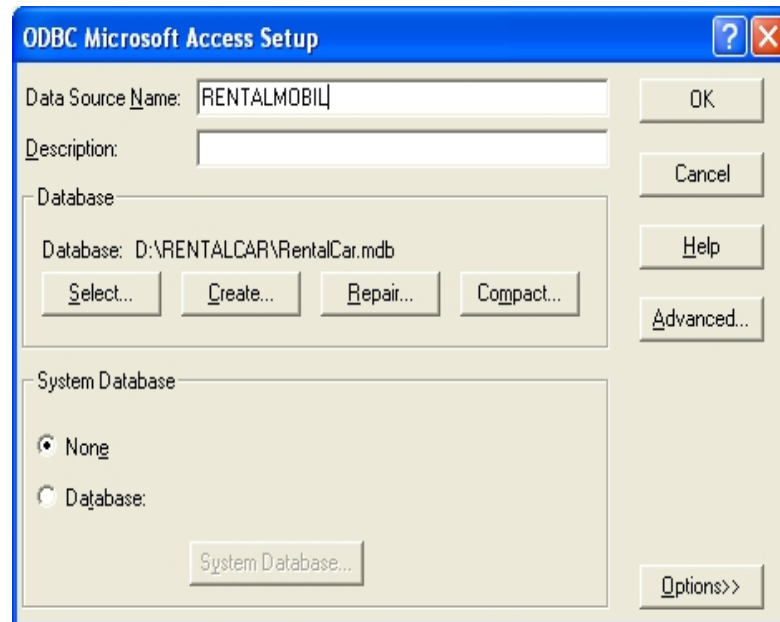 ODBC Microsoft Access Setup
Data Source Name: RENTALMOBIL
OK
Description:
Cancel
Database
Database: D:\RENTALCAR\RentalCar.mdb
Help
Select...
Create...
Repair...
Compact...
Advanced...
System Database
None
Database:
System Database...
Options>>